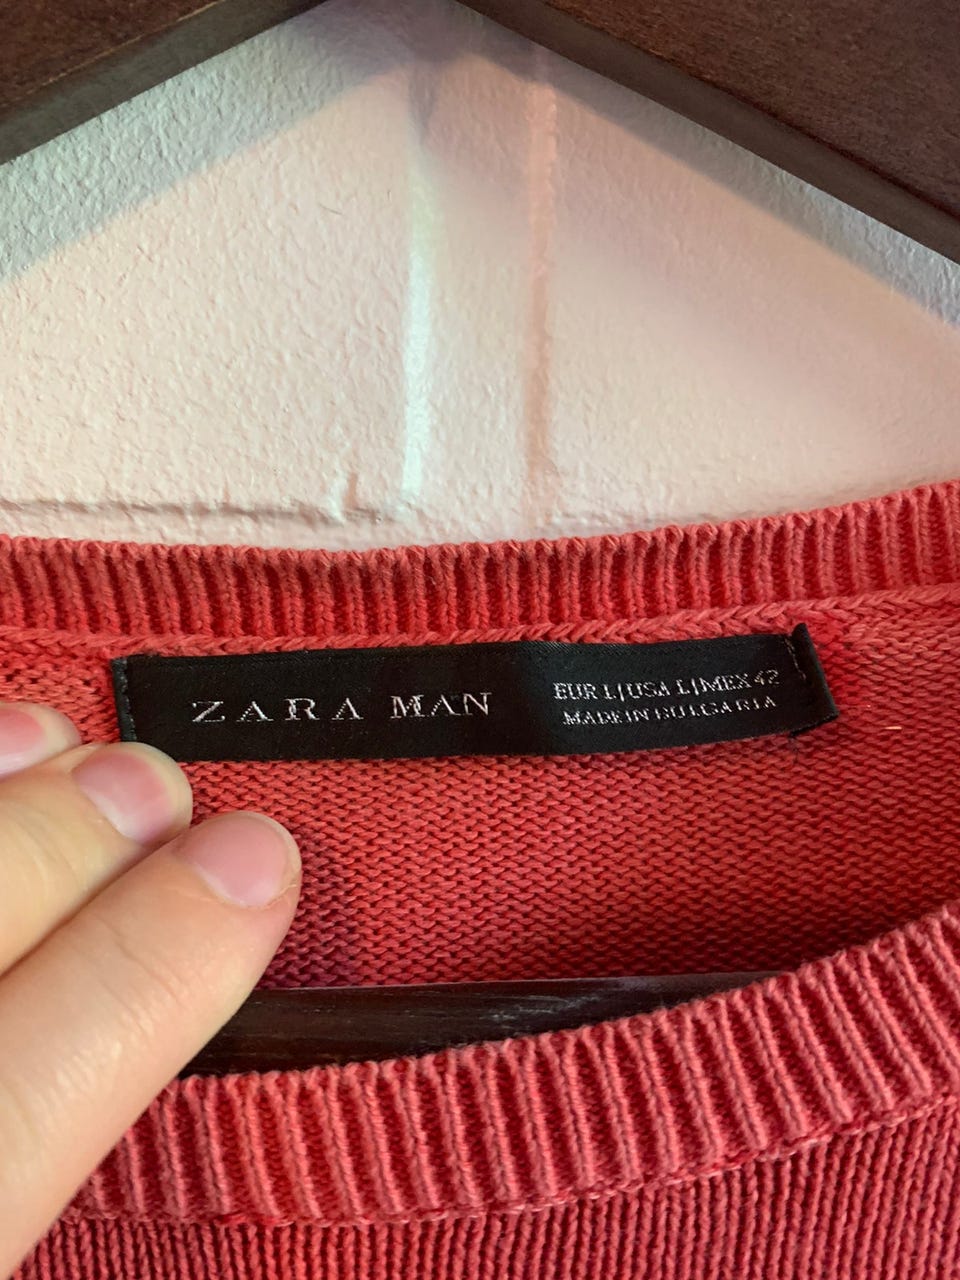 ZARA MAN
EUR L|USA L|MEX 42
MADE IN BULGARIA